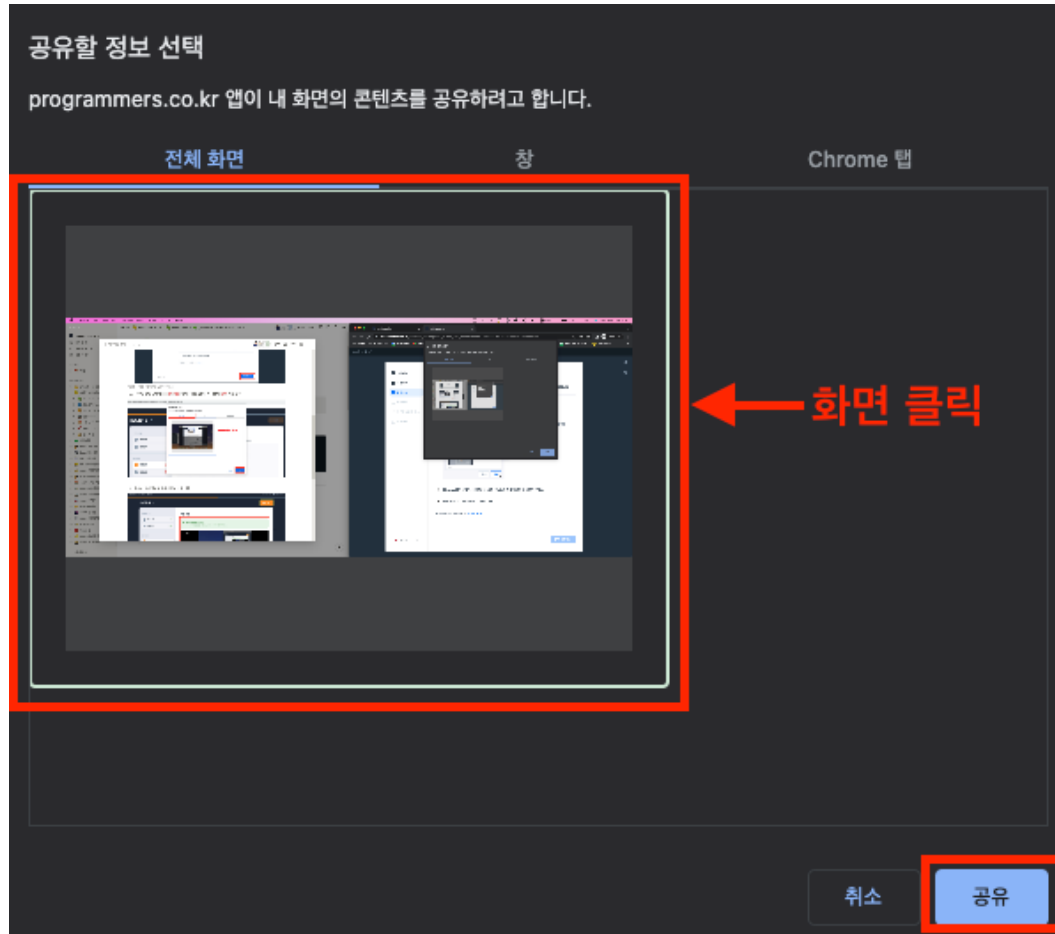 공유할 정보 선택
programmers.co.kr 앱이 내 화면의 콘텐츠를 공유하려고 합니다.
전체 화면
창
Chrome 탭
화면 클릭
취소
공유